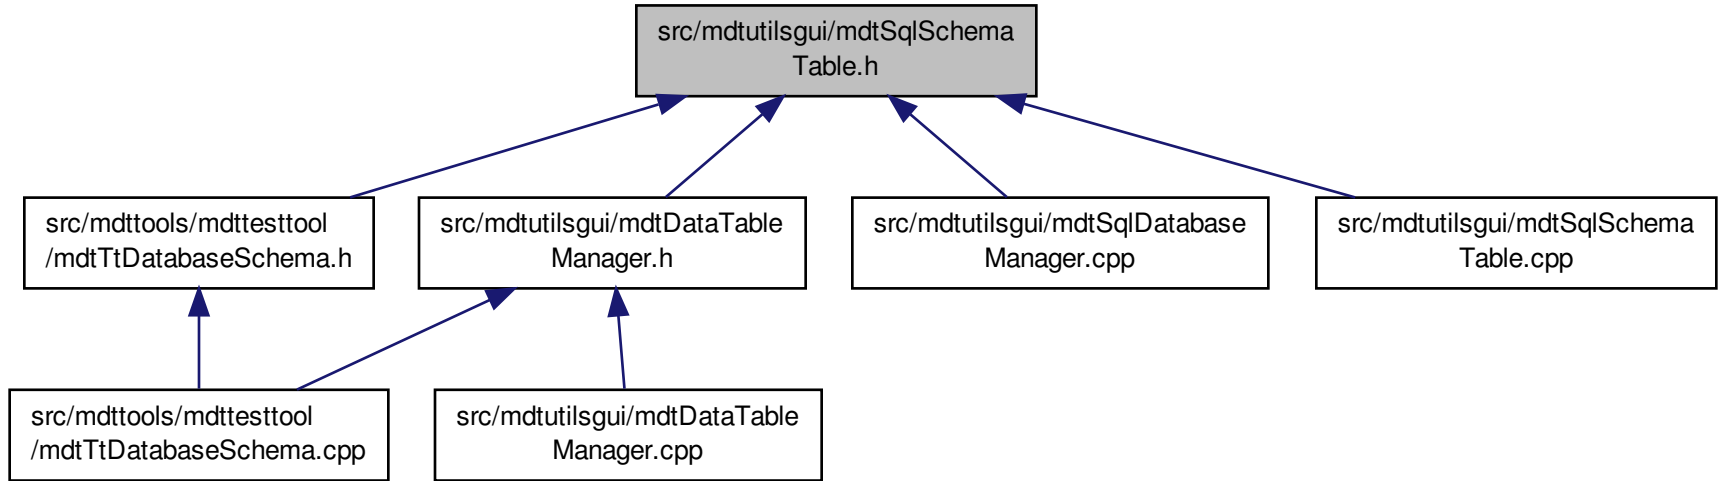 src/mdtutilsgui/mdtSqlSchema
Table.h
src/mdttools/mdttesttool
/mdtTtDatabaseSchema.h
src/mdtutilsgui/mdtDataTable
Manager.h
src/mdtutilsgui/mdtSqlDatabase
Manager.cpp
src/mdtutilsgui/mdtSqlSchema
Table.cpp
src/mdttools/mdttesttool
/mdtTtDatabaseSchema.cpp
src/mdtutilsgui/mdtDataTable
Manager.cpp